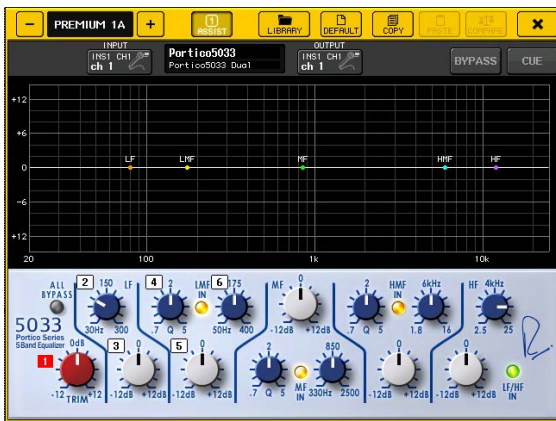 PREMIUM 1A
ASSIST
LIBRARY
DEFAULT
COPY
PASTE
COMPARE
INPUT
INS1 CH1
ch 1
Portico5033
Portico5033 Dual
OUTPUT
INS1 CH1
ch 1
BYPASS
CUE
+12
+6
0
-6
+12
LF
LMF
MF
HMF
HF
20
100
1k
10k
ALL BYPASS
5033
Portico Series
5Band Equalizer
1
0dB
-12 +12
TRIM
2
150
LF
30Hz 300
3
0
-12dB +12dB
4
2
.7 Q 5
LMF IN
5
0
-12dB +12dB
6
175
50Hz 400
MF
0
-12dB +12dB
2
.7 Q 5
MF IN
850
330Hz 2500
2
.7 Q 5
HMF IN
6kHz
1.8 16
0
-12dB +12dB
HF
4kHz
2.5 25
0
-12dB +12dB
LF/HF IN